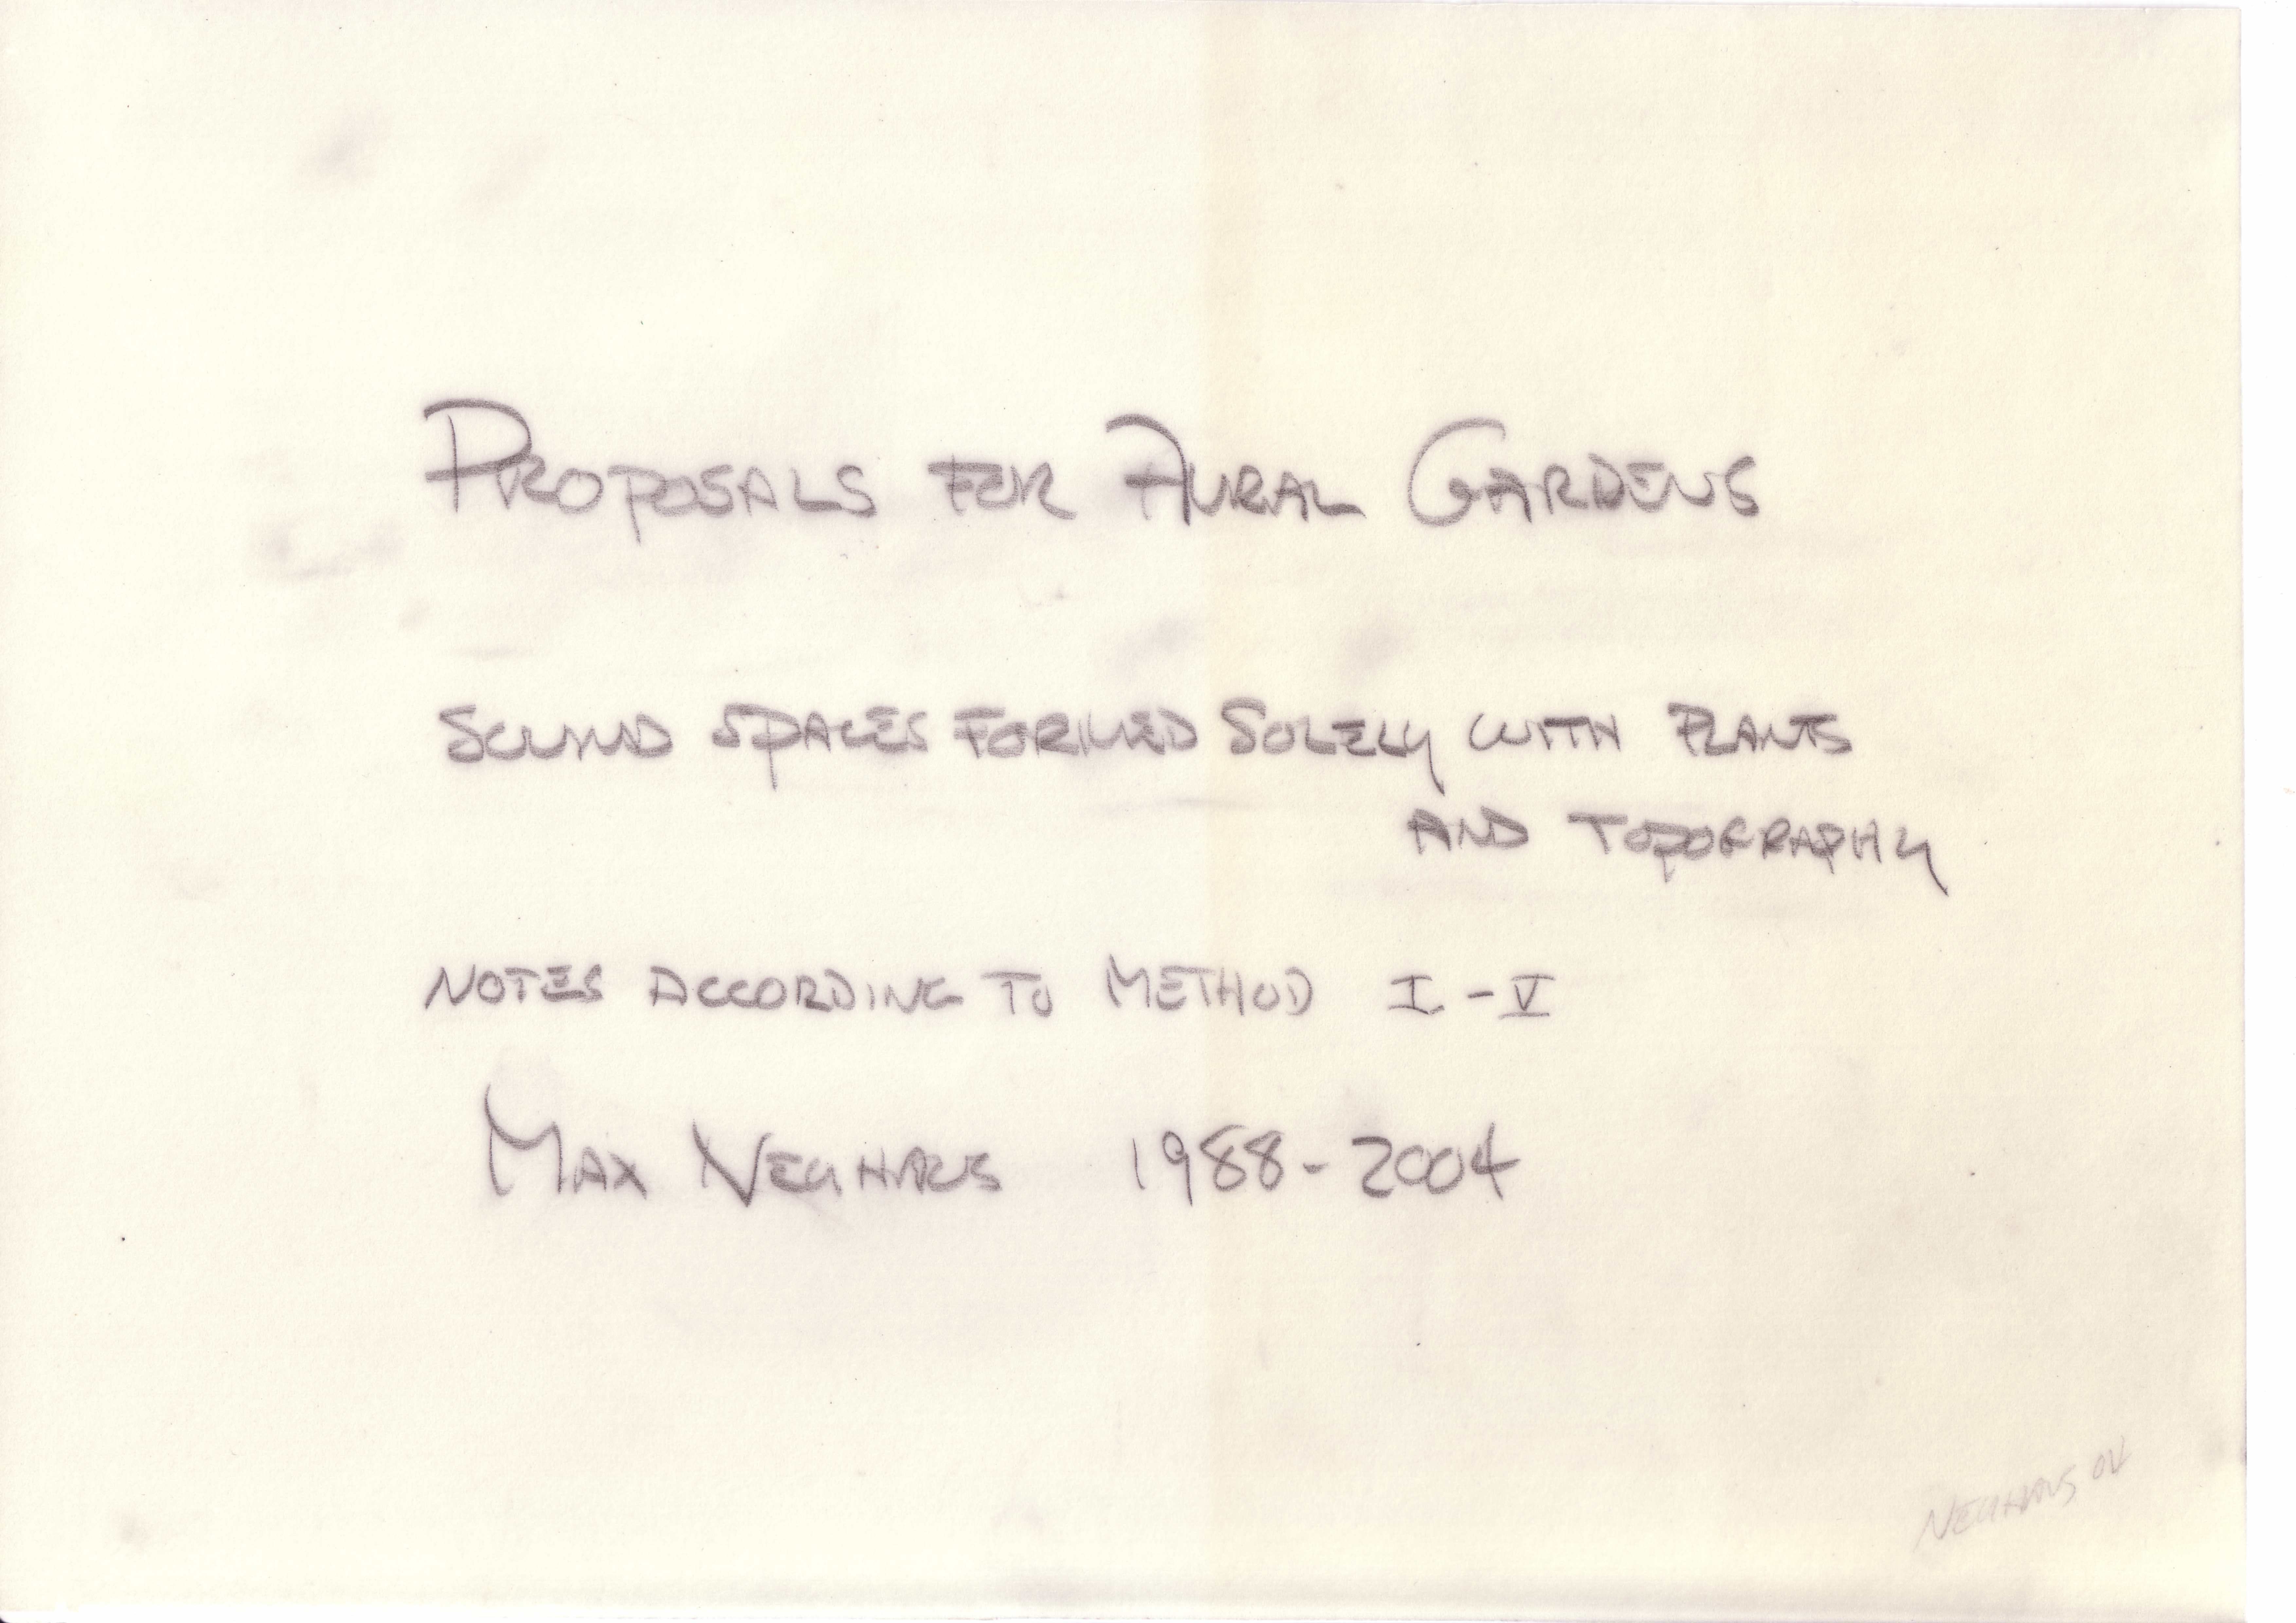 PROPOSALS FOR AURAL GARDENS
SOUND SPACES FORMED SOLELY WITH PLANTS
AND TOPOGRAPHY
NOTES ACCORDING TO METHOD I - V
MAX NEUHAUS 1988 - 2004
NEUHAUS 04